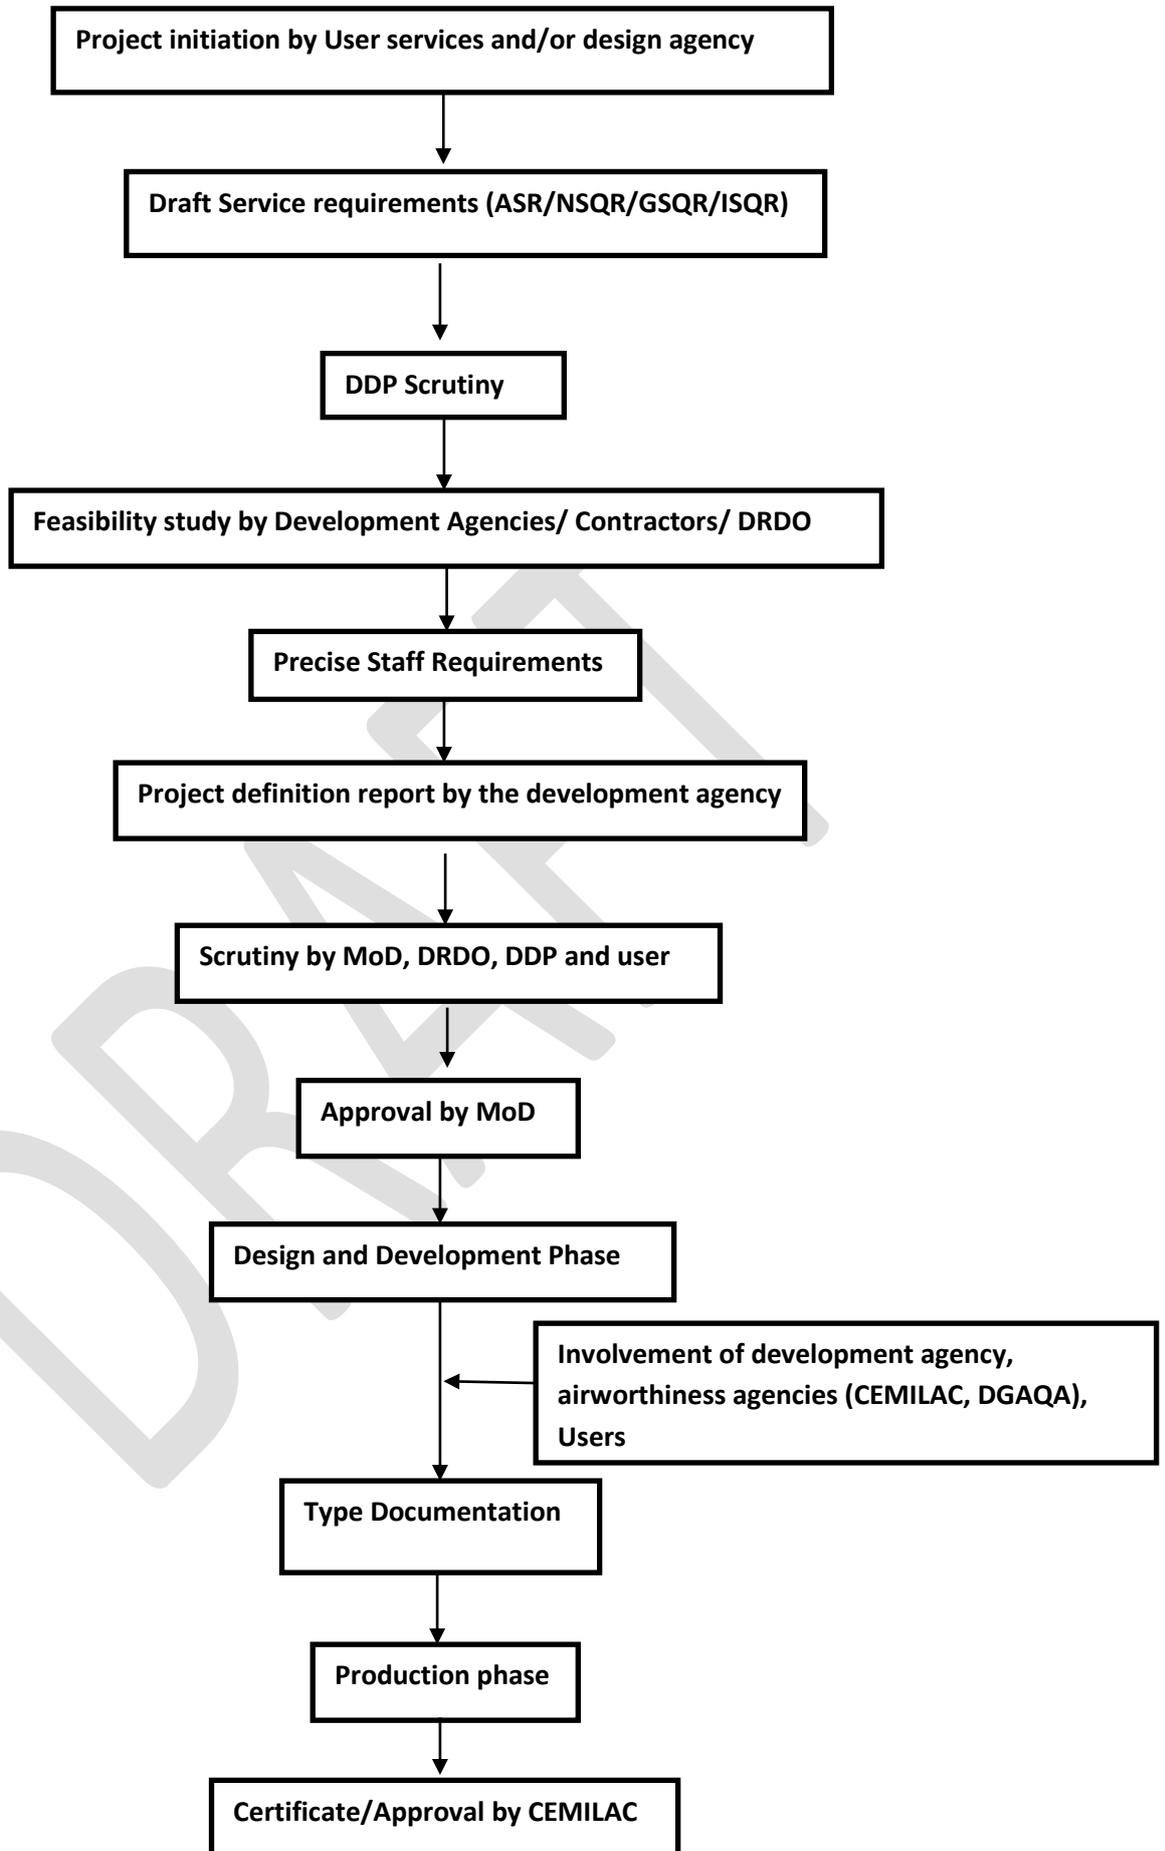 Project initiation by User services and/or design agency
Draft Service requirements (ASR/NSQR/GSQR/ISQR)
DDP Scrutiny
Feasibility study by Development Agencies/ Contractors/ DRDO
Precise Staff Requirements
Project definition report by the development agency
Scrutiny by MoD, DRDO, DDP and user
Approval by MoD
Design and Development Phase
Involvement of development agency,
airworthiness agencies (CEMILAC, DGAQA),
Users
Type Documentation
Production phase
Certificate/Approval by CEMILAC
DRAFT